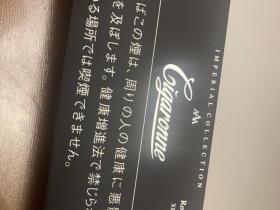 ばこの煙は、周りの人の健康に悪
を及ぼします。健康増進法で禁じら
る場所では喫煙できません。
IMPERIAL COLLECTION
Cigarrome